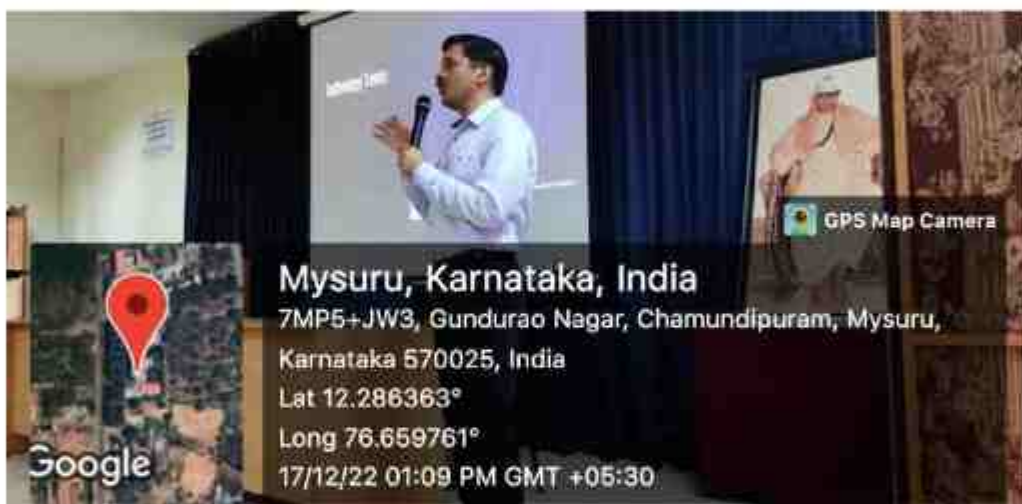 GPS Map Camera
Mysuru, Karnataka, India
7MP5+JW3, Gundurao Nagar, Chamundipuram, Mysuru,
Karnataka 570025, India
Lat 12.286363°
Long 76.659761°
17/12/22 01:09 PM GMT +05:30
Google